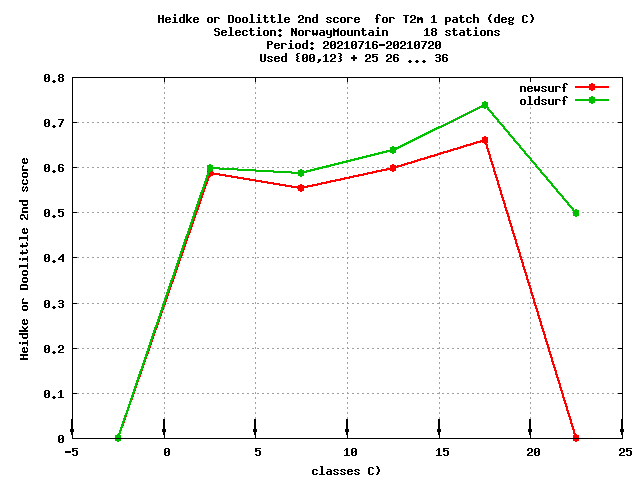 Heidke or Doolittle 2nd score  for T2m 1 patch (deg C)
Selection: NorwayMountain     18 stations
Period: 20210716-20210720
Used {00,12} + 25 26 ... 36
newsurf
oldsurf
0.8
0.7
0.6
0.5
0.4
0.3
0.2
0.1
0
Heidke or Doolittle 2nd score
-5 0 5 10 15 20 25
classes C)